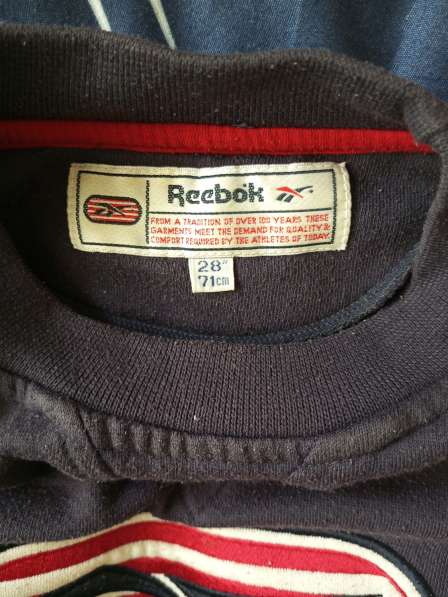 Reebok
FROM A TRADITION OF OVER 100 YEARS THESE
GARMENTS MEET THE DEMAND FOR QUALITY &
COMFORT REQUIRED BY THE ATHLETES OF TODAY.
28"
71cm